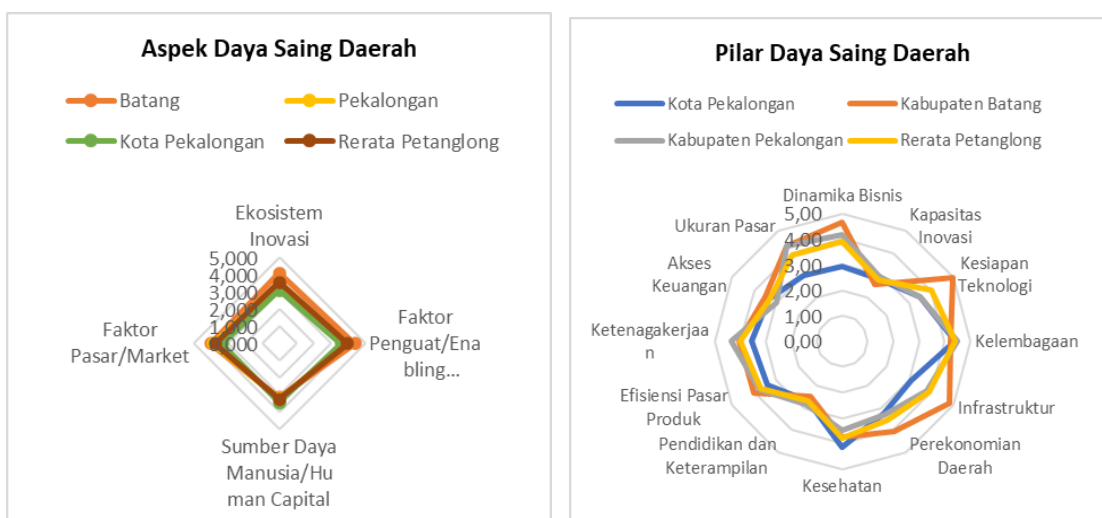 Aspek Daya Saing Daerah
Batang
Pekalongan
Kota Pekalongan
Rerata Petanglong
Ekosistem
Inovasi
5,000
4,000
3,000
2,000
1,000
Faktor
Penguat/Ena
bling...
Faktor
Pasar/Market
Sumber Daya
Manusia/Hu
man Capital
Pilar Daya Saing Daerah
Kota Pekalongan
Kabupaten Batang
Kabupaten Pekalongan
Rerata Petanglong
Dinamika Bisnis
5,00
4,00
3,00
2,00
1,00
0,00
Kapasitas
Inovasi
Kesiapan
Teknologi
Kelembagaan
Infrastruktur
Perekonomian
Daerah
Kesehatan
Pendidikan dan
Keterampilan
Efisiensi Pasar
Produk
Ketenagakerjaa
n
Akses
Keuangan
Ukuran Pasar